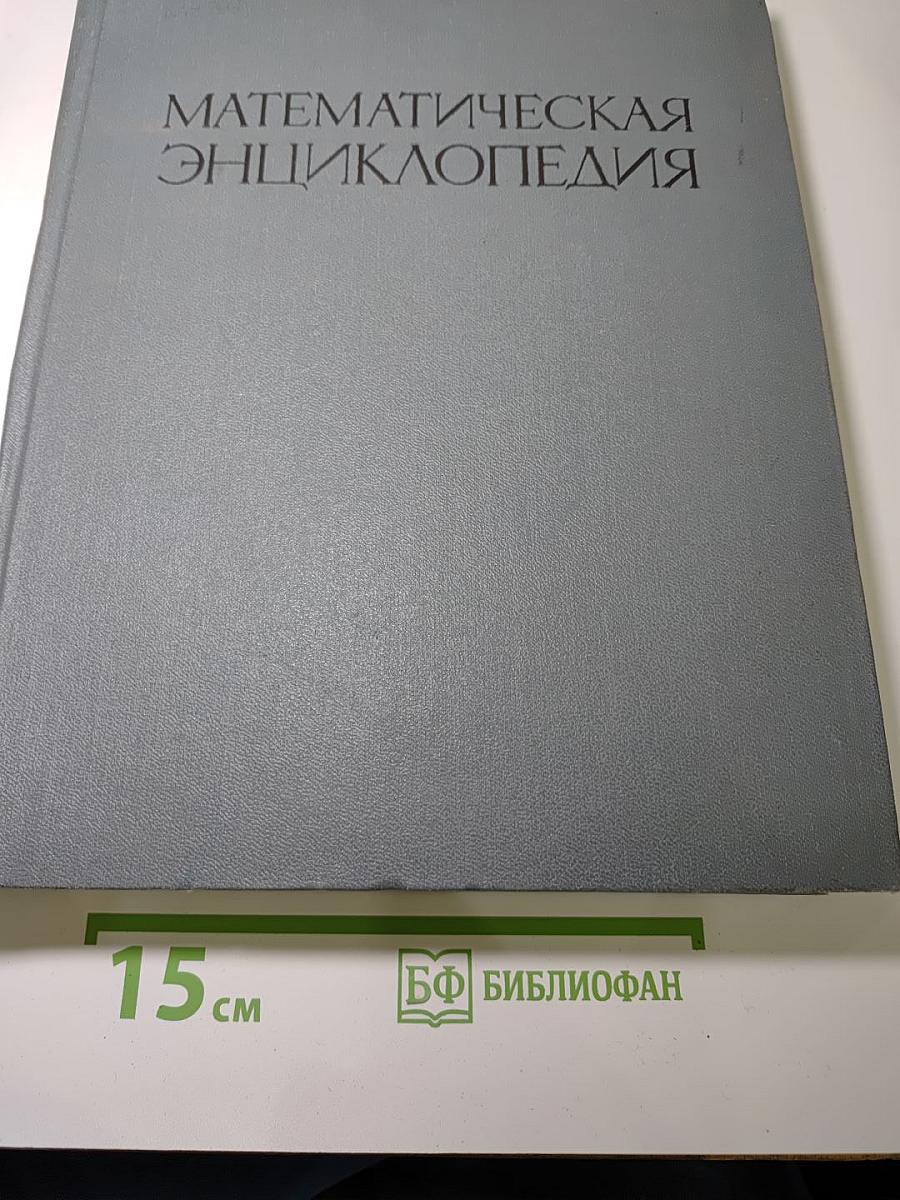 МАТЕМАТИЧЕСКАЯ
ЭНЦИКЛОПЕДИЯ
15 см
БФ БИБЛИОФАН